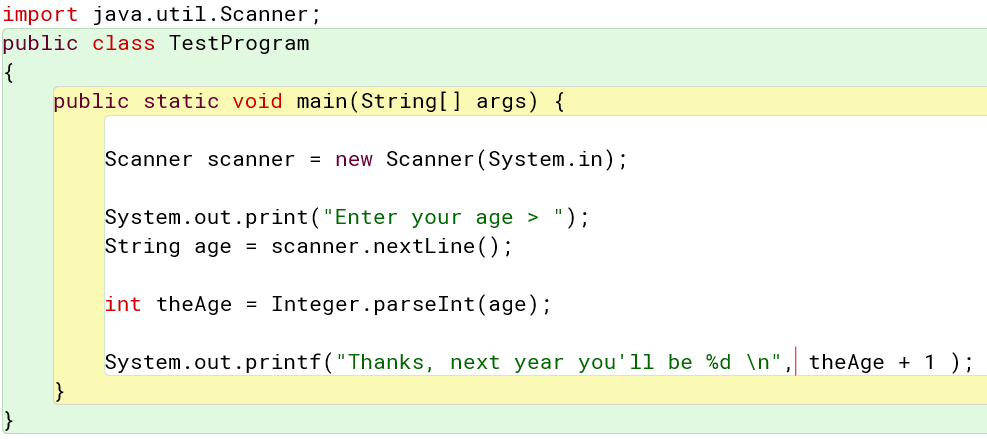 import java.util.Scanner;
public class TestProgram
{
    public static void main(String[] args) {
        Scanner scanner = new Scanner(System.in);
        System.out.print("Enter your age > ");
        String age = scanner.nextLine();
        int theAge = Integer.parseInt(age);
        System.out.printf("Thanks, next year you'll be %d \n", theAge + 1 );
    }
}